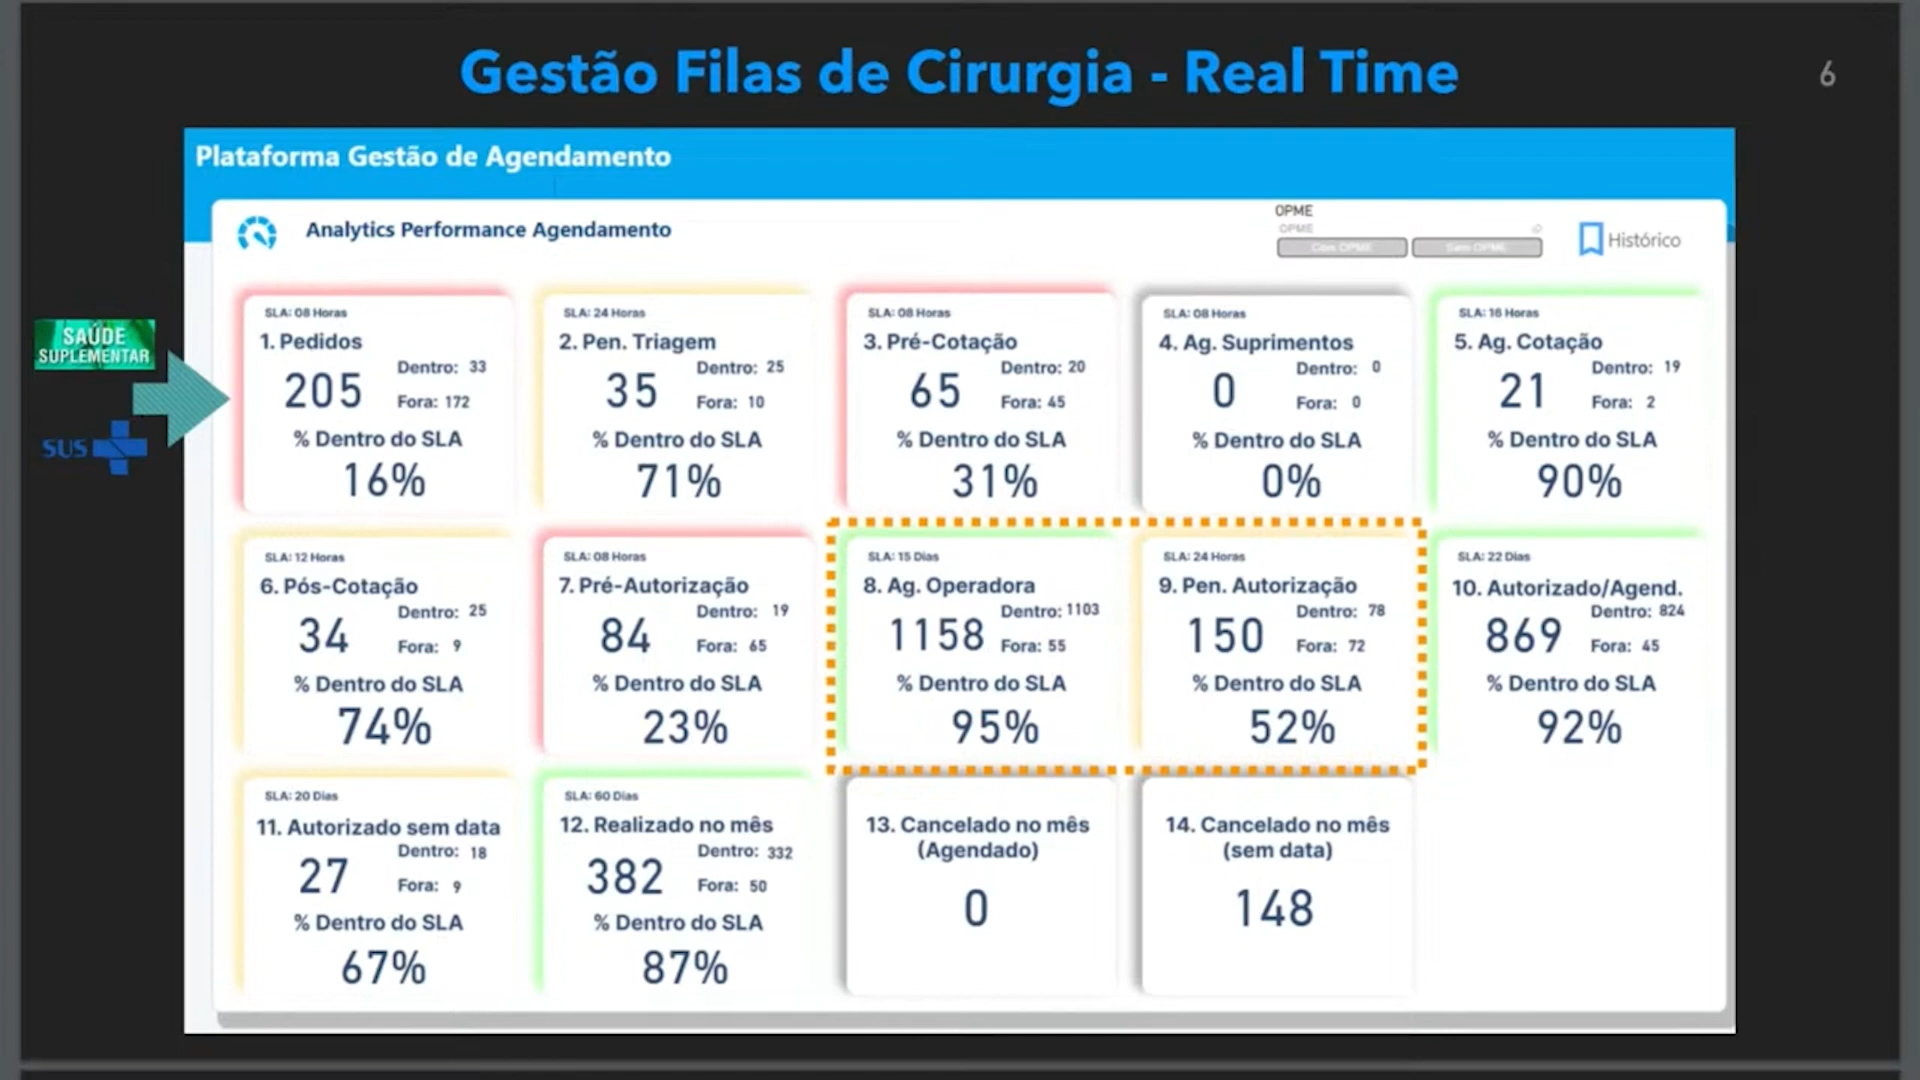 Gestão Filas de Cirurgia - Real Time
6
Plataforma Gestão de Agendamento
Analytics Performance Agendamento
OPME
OPME
Com OPME
Sem OPME
Histórico
SAÚDE
SUPLEMENTAR
SUS
SLA: 08 Horas
1. Pedidos
205
Dentro: 33
Fora: 172
% Dentro do SLA
16%
SLA: 24 Horas
2. Pen. Triagem
35
Dentro: 25
Fora: 10
% Dentro do SLA
71%
SLA: 08 Horas
3. Pré-Cotação
65
Dentro: 20
Fora: 45
% Dentro do SLA
31%
SLA: 08 Horas
4. Ag. Suprimentos
0
Dentro: 0
Fora: 0
% Dentro do SLA
0%
SLA: 16 Horas
5. Ag. Cotação
21
Dentro: 19
Fora: 2
% Dentro do SLA
90%
SLA: 12 Horas
6. Pós-Cotação
34
Dentro: 25
Fora: 9
% Dentro do SLA
74%
SLA: 08 Horas
7. Pré-Autorização
84
Dentro: 19
Fora: 65
% Dentro do SLA
23%
SLA: 15 Dias
8. Ag. Operadora
1158
Dentro: 1103
Fora: 55
% Dentro do SLA
95%
SLA: 24 Horas
9. Pen. Autorização
150
Dentro: 78
Fora: 72
% Dentro do SLA
52%
SLA: 22 Dias
10. Autorizado/Agend.
869
Dentro: 824
Fora: 45
% Dentro do SLA
92%
SLA: 20 Dias
11. Autorizado sem data
27
Dentro: 18
Fora: 9
% Dentro do SLA
67%
SLA: 60 Dias
12. Realizado no mês
382
Dentro: 332
Fora: 50
% Dentro do SLA
87%
13. Cancelado no mês
(Agendado)
0
14. Cancelado no mês
(sem data)
148